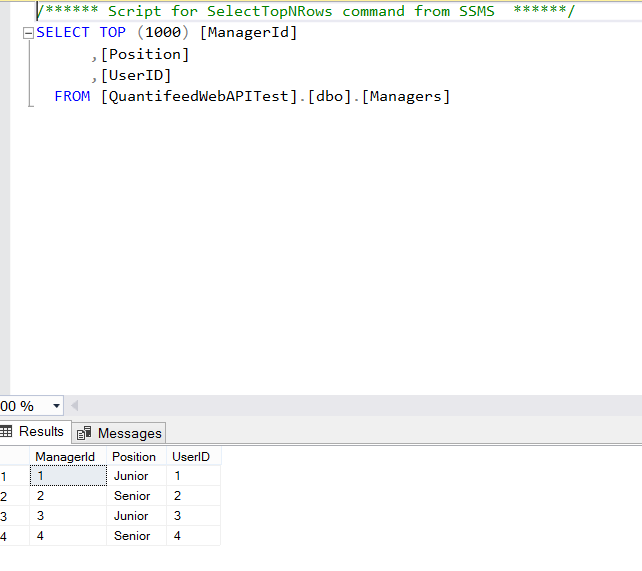 /****** Script for SelectTopNRows command from SSMS  ******/
SELECT TOP (1000) [ManagerId]
      ,[Position]
      ,[UserID]
  FROM [QuantifeedWebAPITest].[dbo].[Managers]
00 %
Results Messages
ManagerId Position UserID
1 1 Junior 1
2 2 Senior 2
3 3 Junior 3
4 4 Senior 4